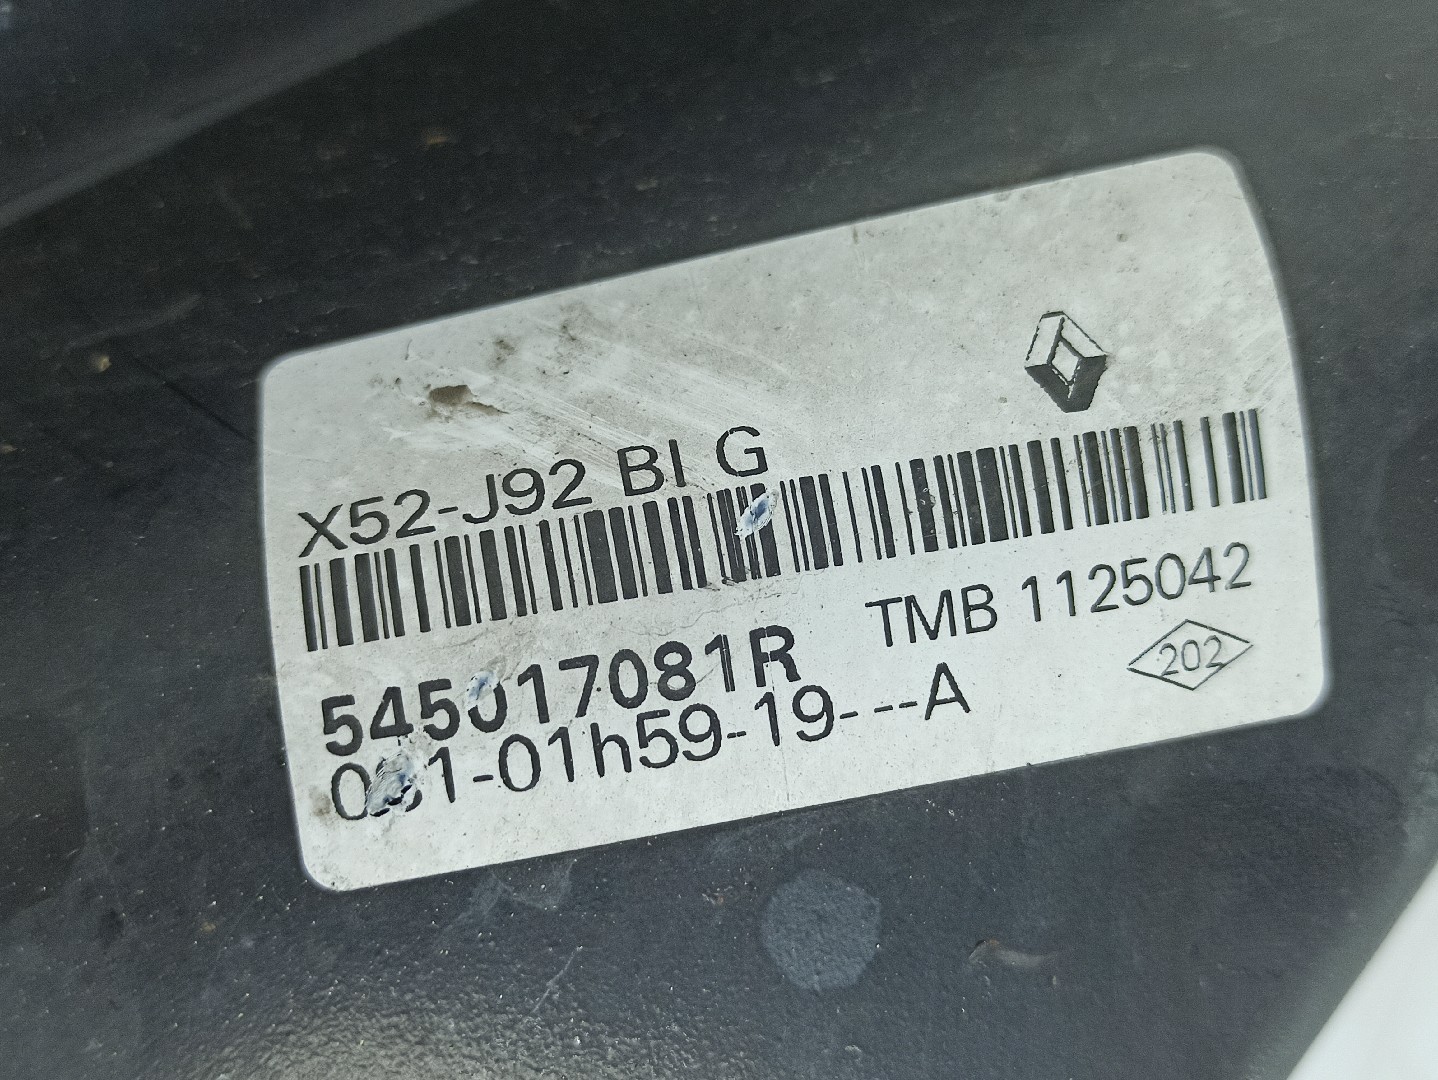 X52-J92 BI G
545017081R TMB 1125042
202
01h59-19---A